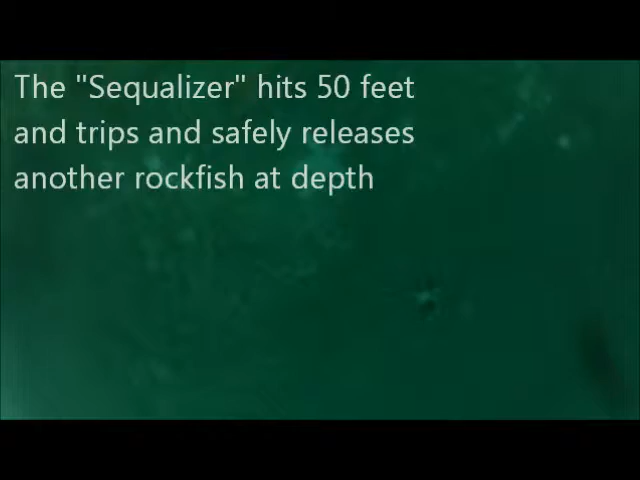 The "Sequalizer" hits 50 feet
and trips and safely releases
another rockfish at depth